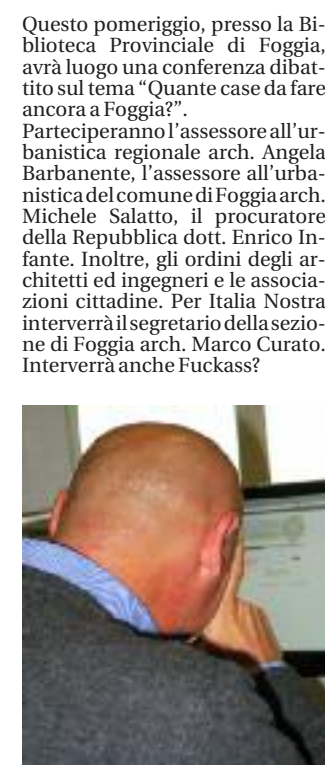 Questo pomeriggio, presso la Bi-
blioteca Provinciale di Foggia,
avrà luogo una conferenza dibat-
tito sul tema “Quante case da fare
ancora a Foggia?”.
Parteciperanno l’assessore all’ur-
banistica regionale arch. Angela
Barbanente, l’assessore all’urba-
nistica del comune di Foggia arch.
Michele Salatto, il procuratore
della Repubblica dott. Enrico In-
fante. Inoltre, gli ordini degli ar-
chitetti ed ingegneri e le associa-
zioni cittadine. Per Italia Nostra
interverrà il segretario della sezio-
ne di Foggia arch. Marco Curato.
Interverrà anche Fuckass?